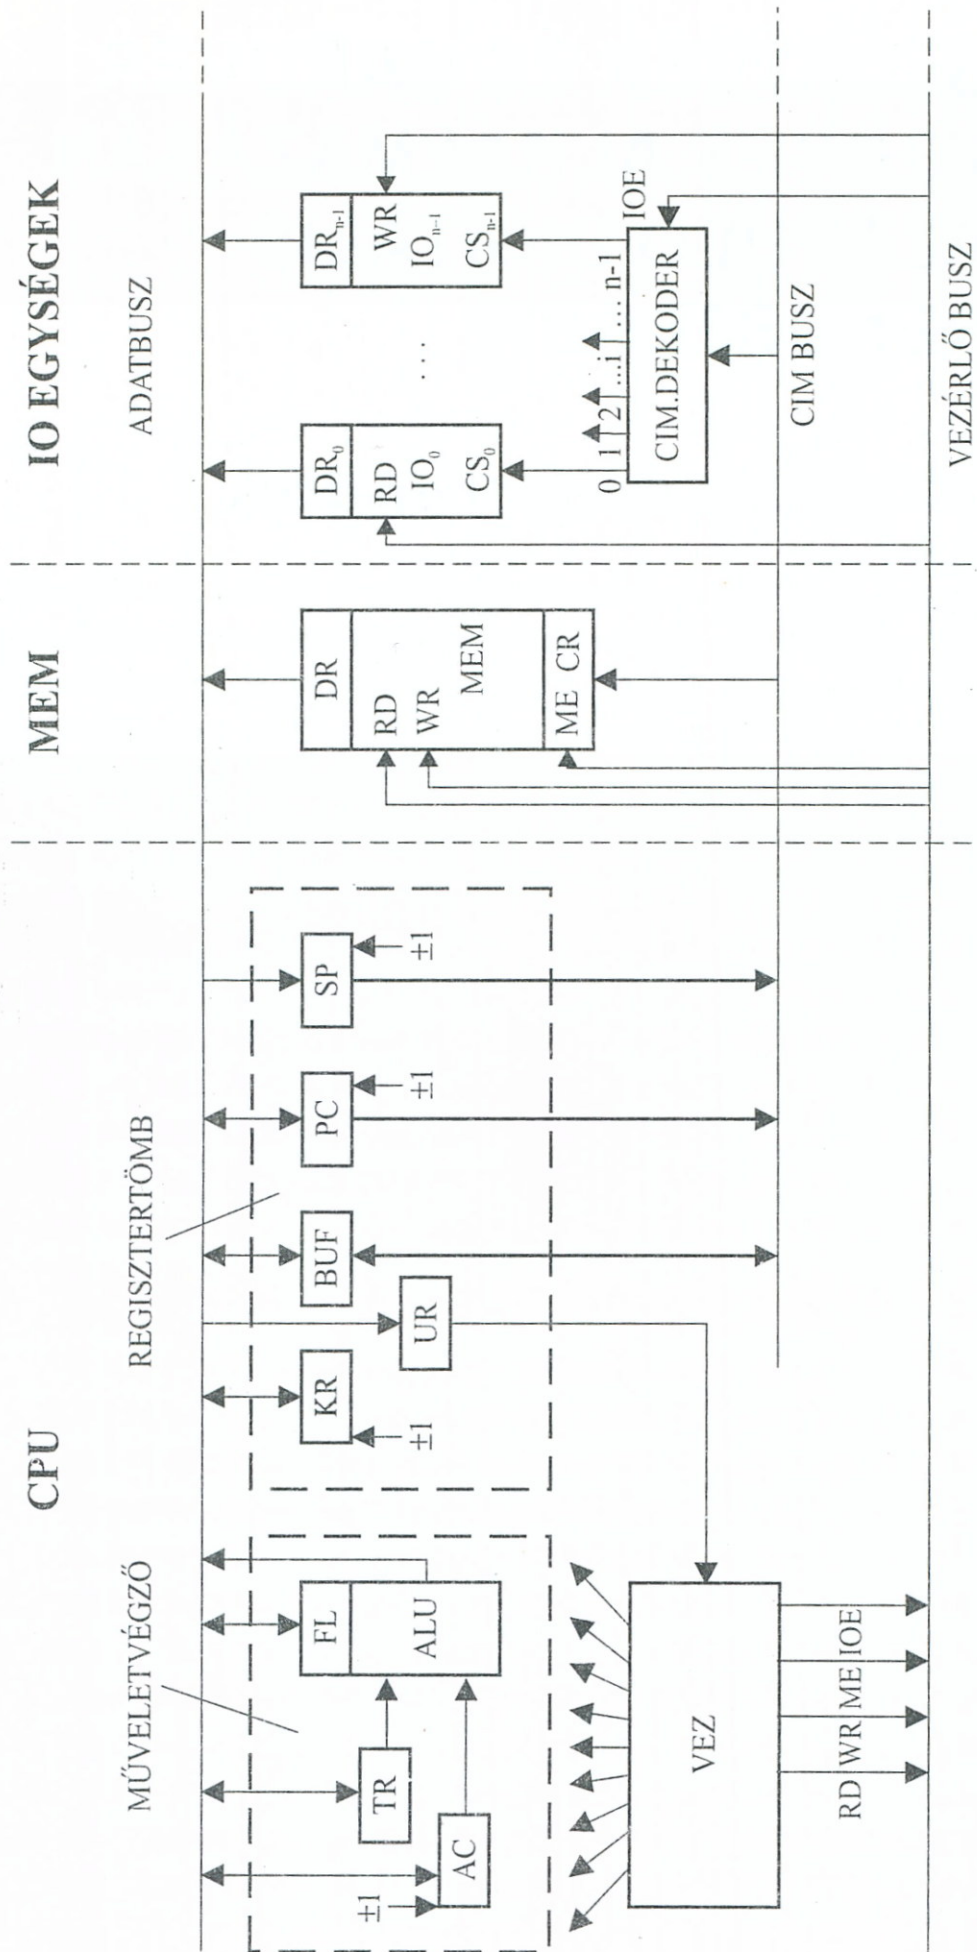 CPU
MEM
IO EGYSÉGEK
MŰVELETVÉGZŐ
REGISZTERTÖMB
ADATBUSZ
±1
AC
TR
FL
ALU
KR
±1
UR
BUF
PC
±1
SP
±1
VEZ
RD WR ME IOE
DR
RD
WR
MEM
ME CR
DR₀
RD
IO₀
CS₀
....
DRₙ₋₁
WR
IOₙ₋₁
CSₙ₋₁
0 1 2 ...i ... n-1
IOE
CIM.DEKODER
CIM BUSZ
VEZÉRLŐ BUSZ